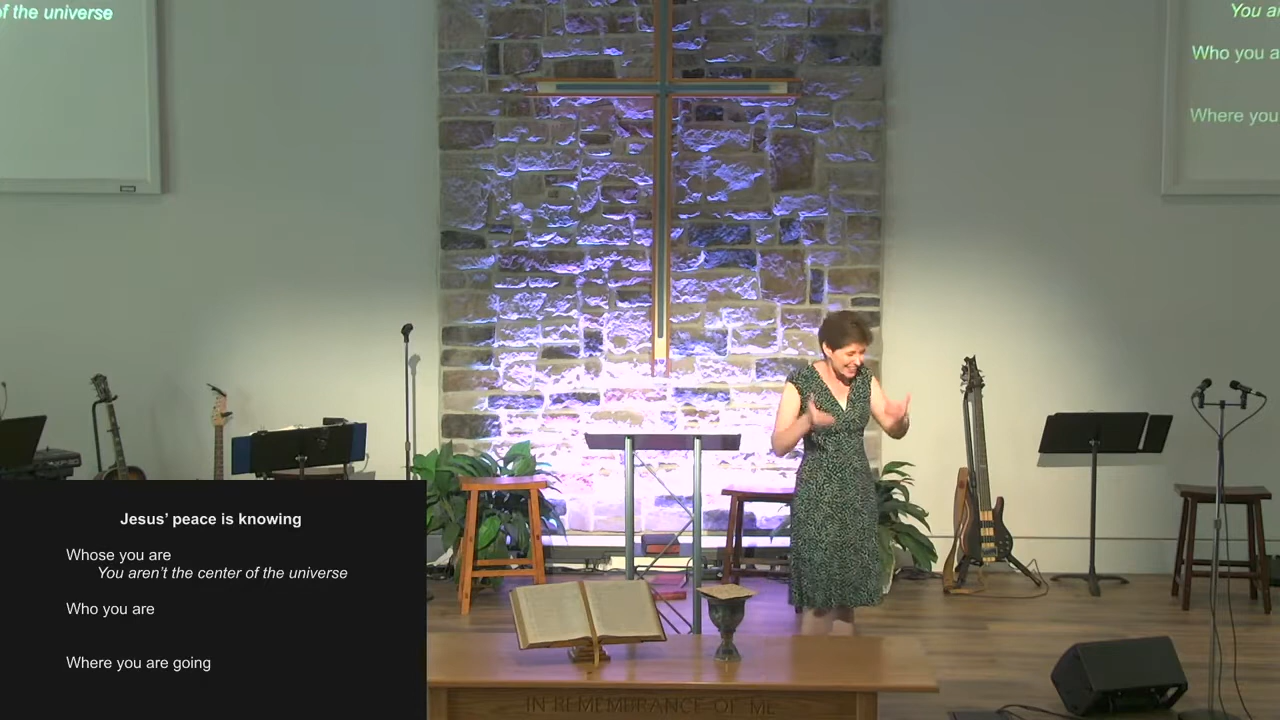 of the universe
You a
Who you a
Where you
Jesus' peace is knowing
Whose you are
You aren't the center of the universe
Who you are
Where you are going
IN REMEMBRANCE OF ME